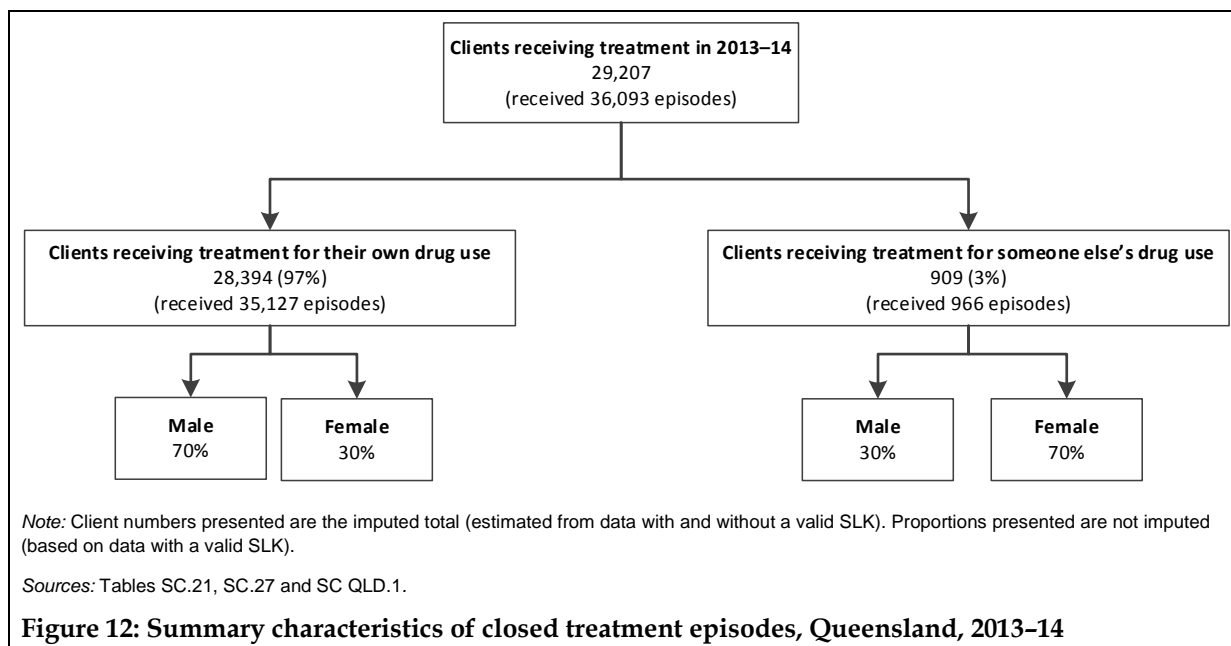 Clients receiving treatment in 2013–14
29,207
(received 36,093 episodes)
Clients receiving treatment for their own drug use
28,394 (97%)
(received 35,127 episodes)
Clients receiving treatment for someone else's drug use
909 (3%)
(received 966 episodes)
Male
70%
Female
30%
Male
30%
Female
70%
Note: Client numbers presented are the imputed total (estimated from data with and without a valid SLK). Proportions presented are not imputed
(based on data with a valid SLK).
Sources: Tables SC.21, SC.27 and SC QLD.1.
Figure 12: Summary characteristics of closed treatment episodes, Queensland, 2013–14